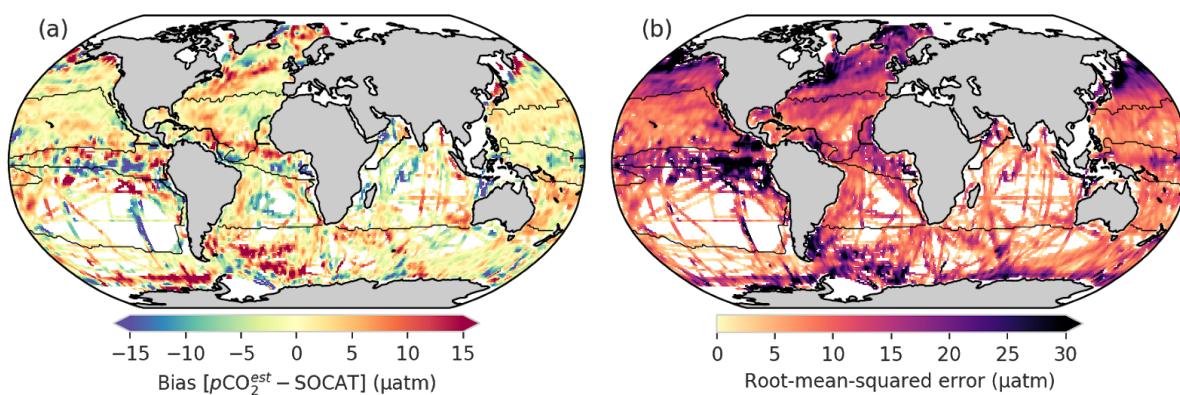 (a)
(b)
−15 −10 −5 0 5 10 15
Bias [pCO₂ᵉˢᵗ − SOCAT] (µatm)
0 5 10 15 20 25 30
Root-mean-squared error (µatm)